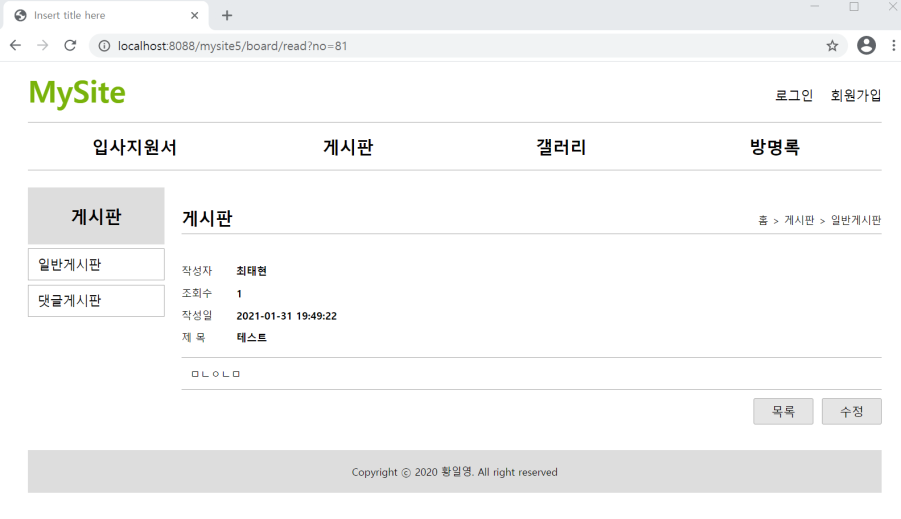 Insert title here
localhost:8088/mysite5/board/read?no=81
MySite
로그인 회원가입
입사지원서 게시판 갤러리 방명록
게시판
일반게시판
댓글게시판
게시판
홈 > 게시판 > 일반게시판
작성자 최태현
조회수 1
작성일 2021-01-31 19:49:22
제 목 테스트
ㅁㄴㅇㄴㅁ
목록 수정
Copyright ⓒ 2020 황일영. All right reserved